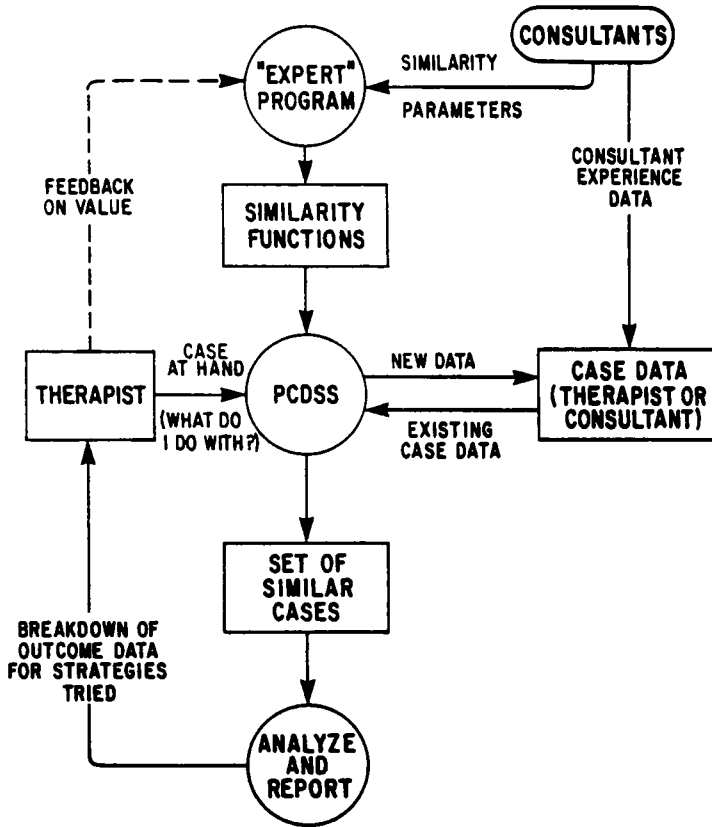 CONSULTANTS
"EXPERT"
PROGRAM
SIMILARITY
PARAMETERS
CONSULTANT
EXPERIENCE
DATA
FEEDBACK
ON VALUE
SIMILARITY
FUNCTIONS
THERAPIST
CASE
AT HAND
(WHAT DO
I DO WITH?)
PCDSS
NEW DATA
EXISTING
CASE DATA
CASE DATA
(THERAPIST OR
CONSULTANT)
SET OF
SIMILAR
CASES
BREAKDOWN OF
OUTCOME DATA
FOR STRATEGIES
TRIED
ANALYZE
AND
REPORT